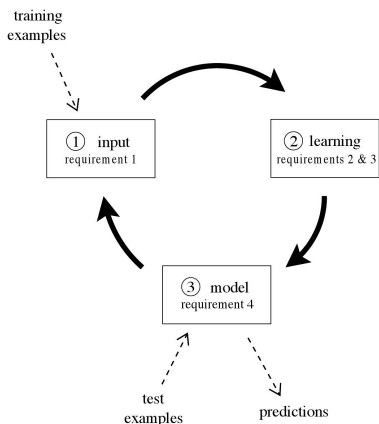 training
examples
① input
requirement 1
② learning
requirements 2 & 3
③ model
requirement 4
test
examples
predictions